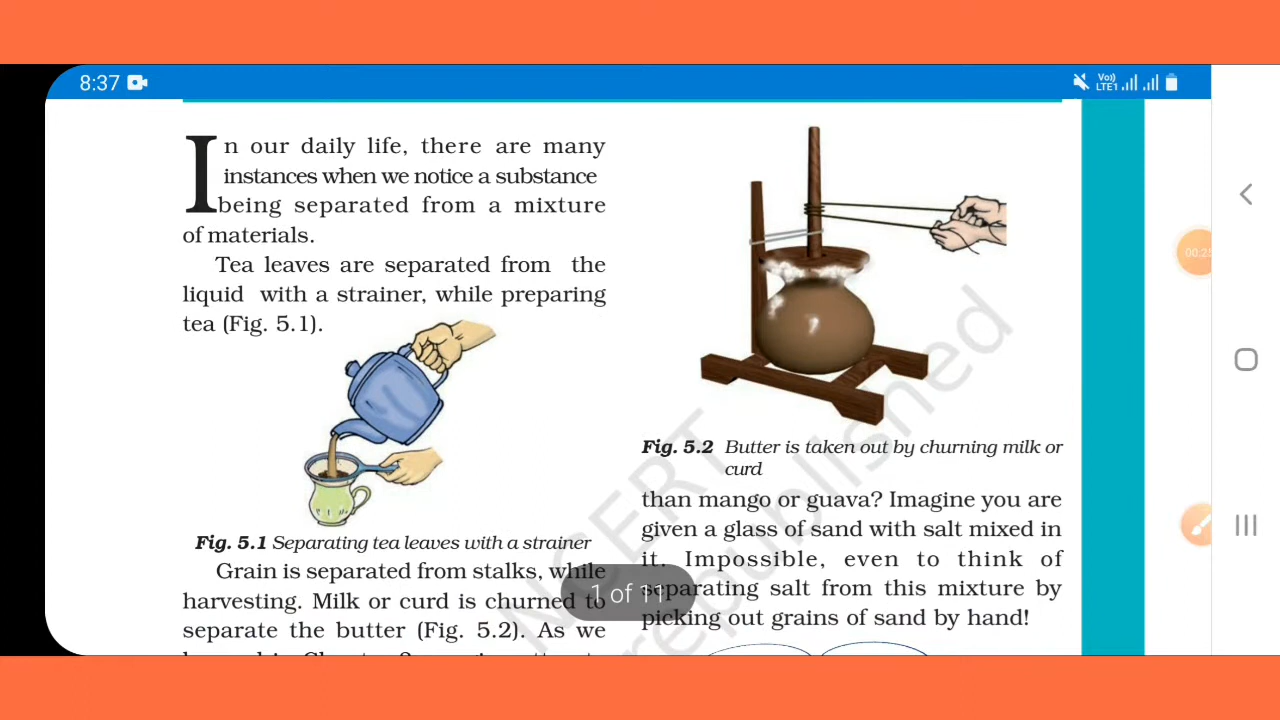 8:37
Vo))
LTE1
In our daily life, there are many
instances when we notice a substance
being separated from a mixture
of materials.
Tea leaves are separated from the
liquid with a strainer, while preparing
tea (Fig. 5.1).
Fig. 5.1 Separating tea leaves with a strainer
Grain is separated from stalks, while
harvesting. Milk or curd is churned to
separate the butter (Fig. 5.2). As we
Fig. 5.2 Butter is taken out by churning milk or
curd
than mango or guava? Imagine you are
given a glass of sand with salt mixed in
it. Impossible, even to think of
separating salt from this mixture by
picking out grains of sand by hand!
1 of 11
NCERT
republished